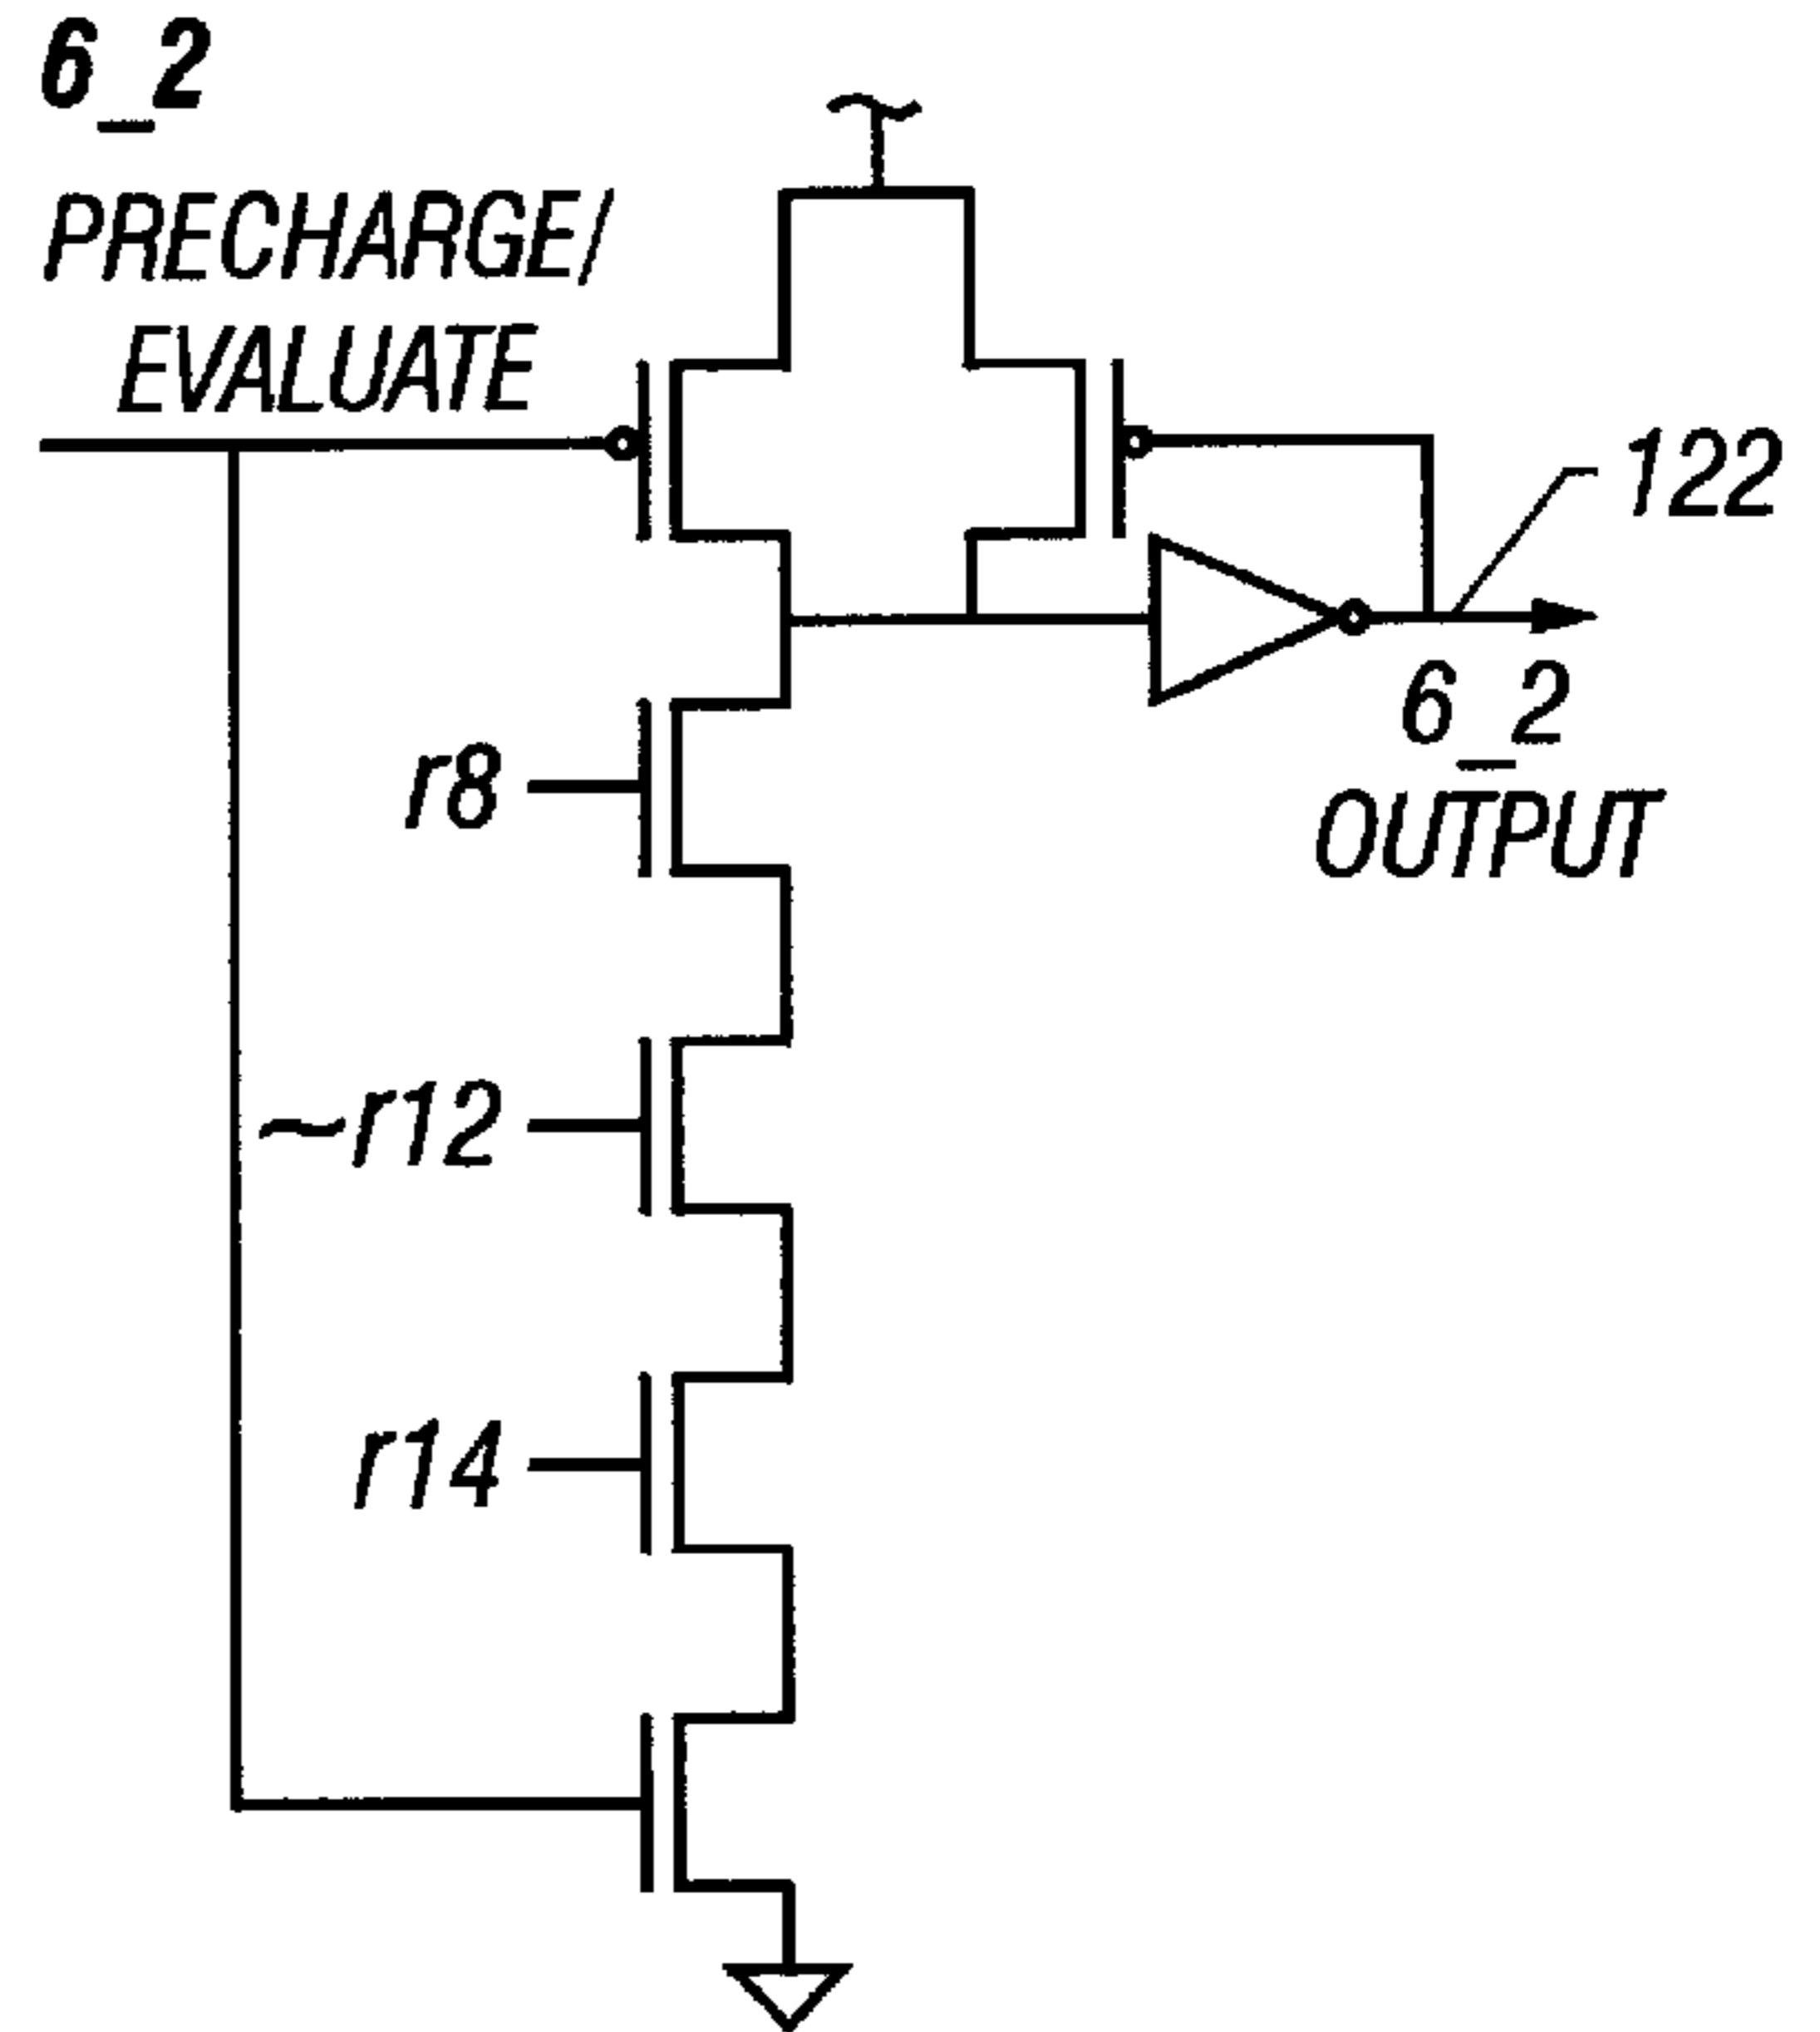 6_2
PRECHARGE/
EVALUATE
122
6_2
OUTPUT
r8
~r12
r14